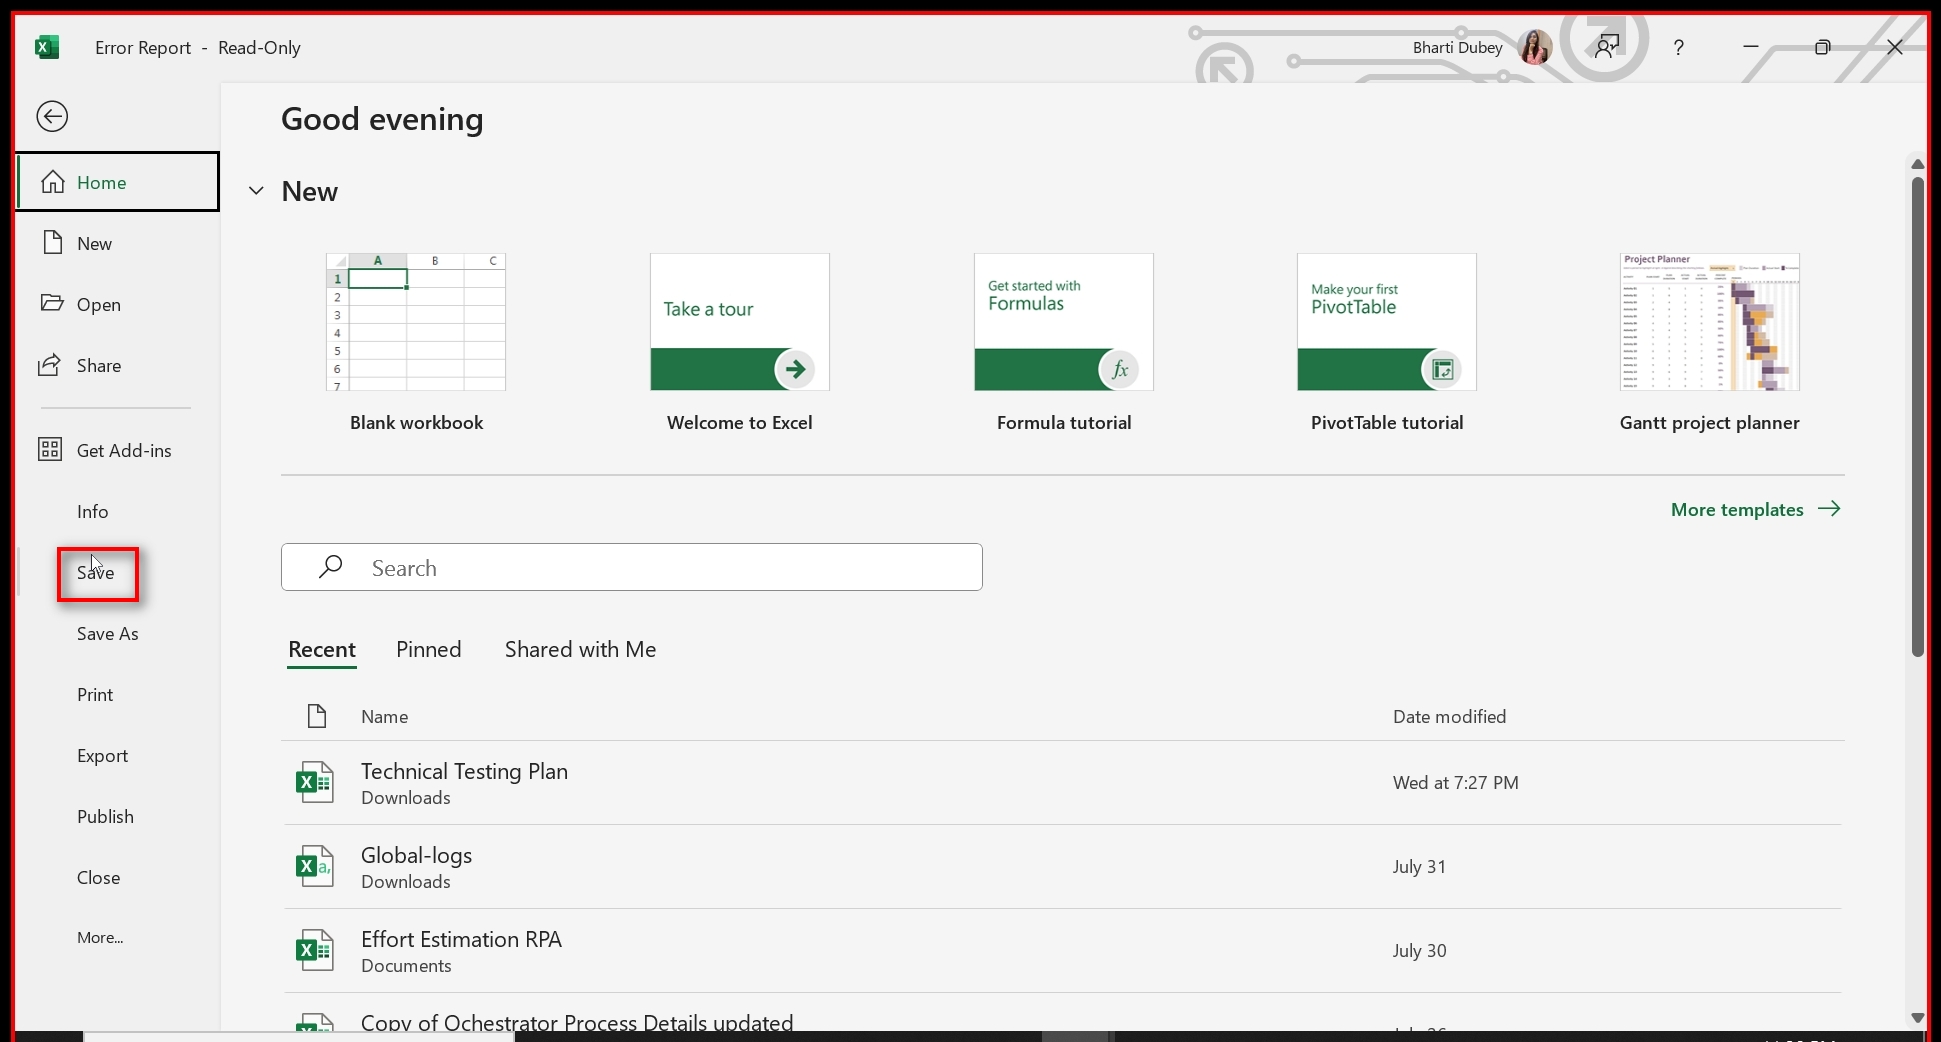 Error Report - Read-Only
Bharti Dubey
?
Good evening
Home
New
Open
Share
Get Add-ins
Info
Save
Save As
Print
Export
Publish
Close
More...
New
A B C
1
2
3
4
5
6
7
Blank workbook
Take a tour
Welcome to Excel
Get started with
Formulas
fx
Formula tutorial
Make your first
PivotTable
PivotTable tutorial
Project Planner
Gantt project planner
More templates
Search
Recent Pinned Shared with Me
Name Date modified
Technical Testing Plan
Downloads
Wed at 7:27 PM
Global-logs
Downloads
July 31
Effort Estimation RPA
Documents
July 30
Copy of Ochestrator Process Details updated